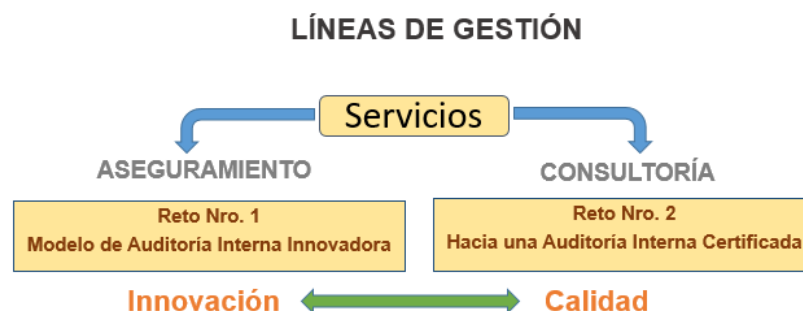 LÍNEAS DE GESTIÓN
Servicios
ASEGURAMIENTO
CONSULTORÍA
Reto Nro. 1
Modelo de Auditoría Interna Innovadora
Reto Nro. 2
Hacia una Auditoría Interna Certificada
Innovación
Calidad